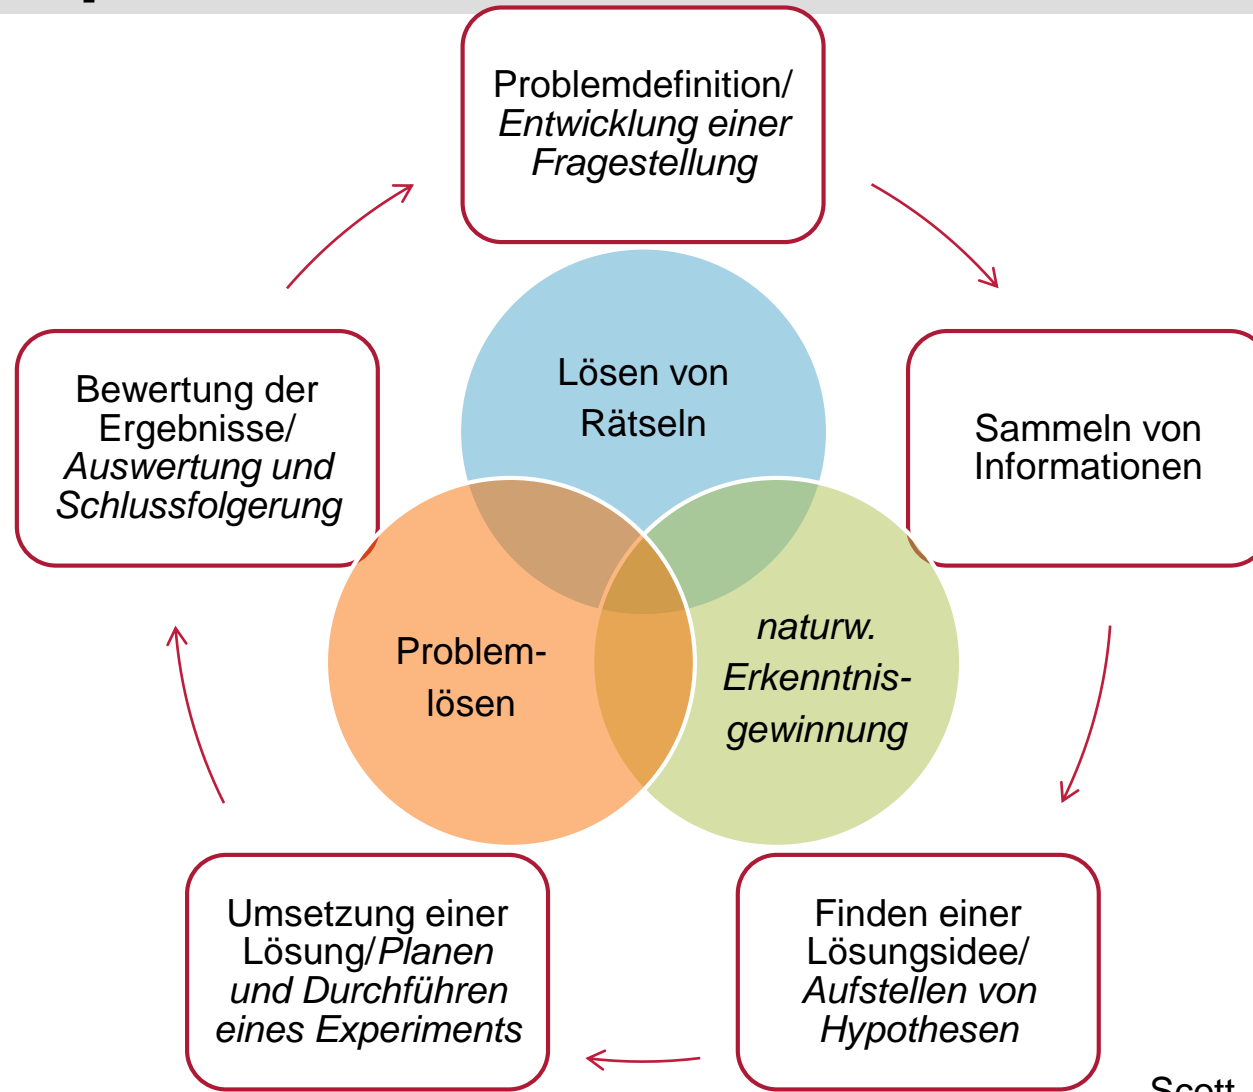 Problemdefinition/
Entwicklung einer
Fragestellung
Bewertung der
Ergebnisse/
Auswertung und
Schlussfolgerung
Lösen von
Rätseln
Sammeln von
Informationen
Problem-
lösen
naturw.
Erkenntnis-
gewinnung
Umsetzung einer
Lösung/Planen
und Durchführen
eines Experiments
Finden einer
Lösungsidee/
Aufstellen von
Hypothesen
Scott